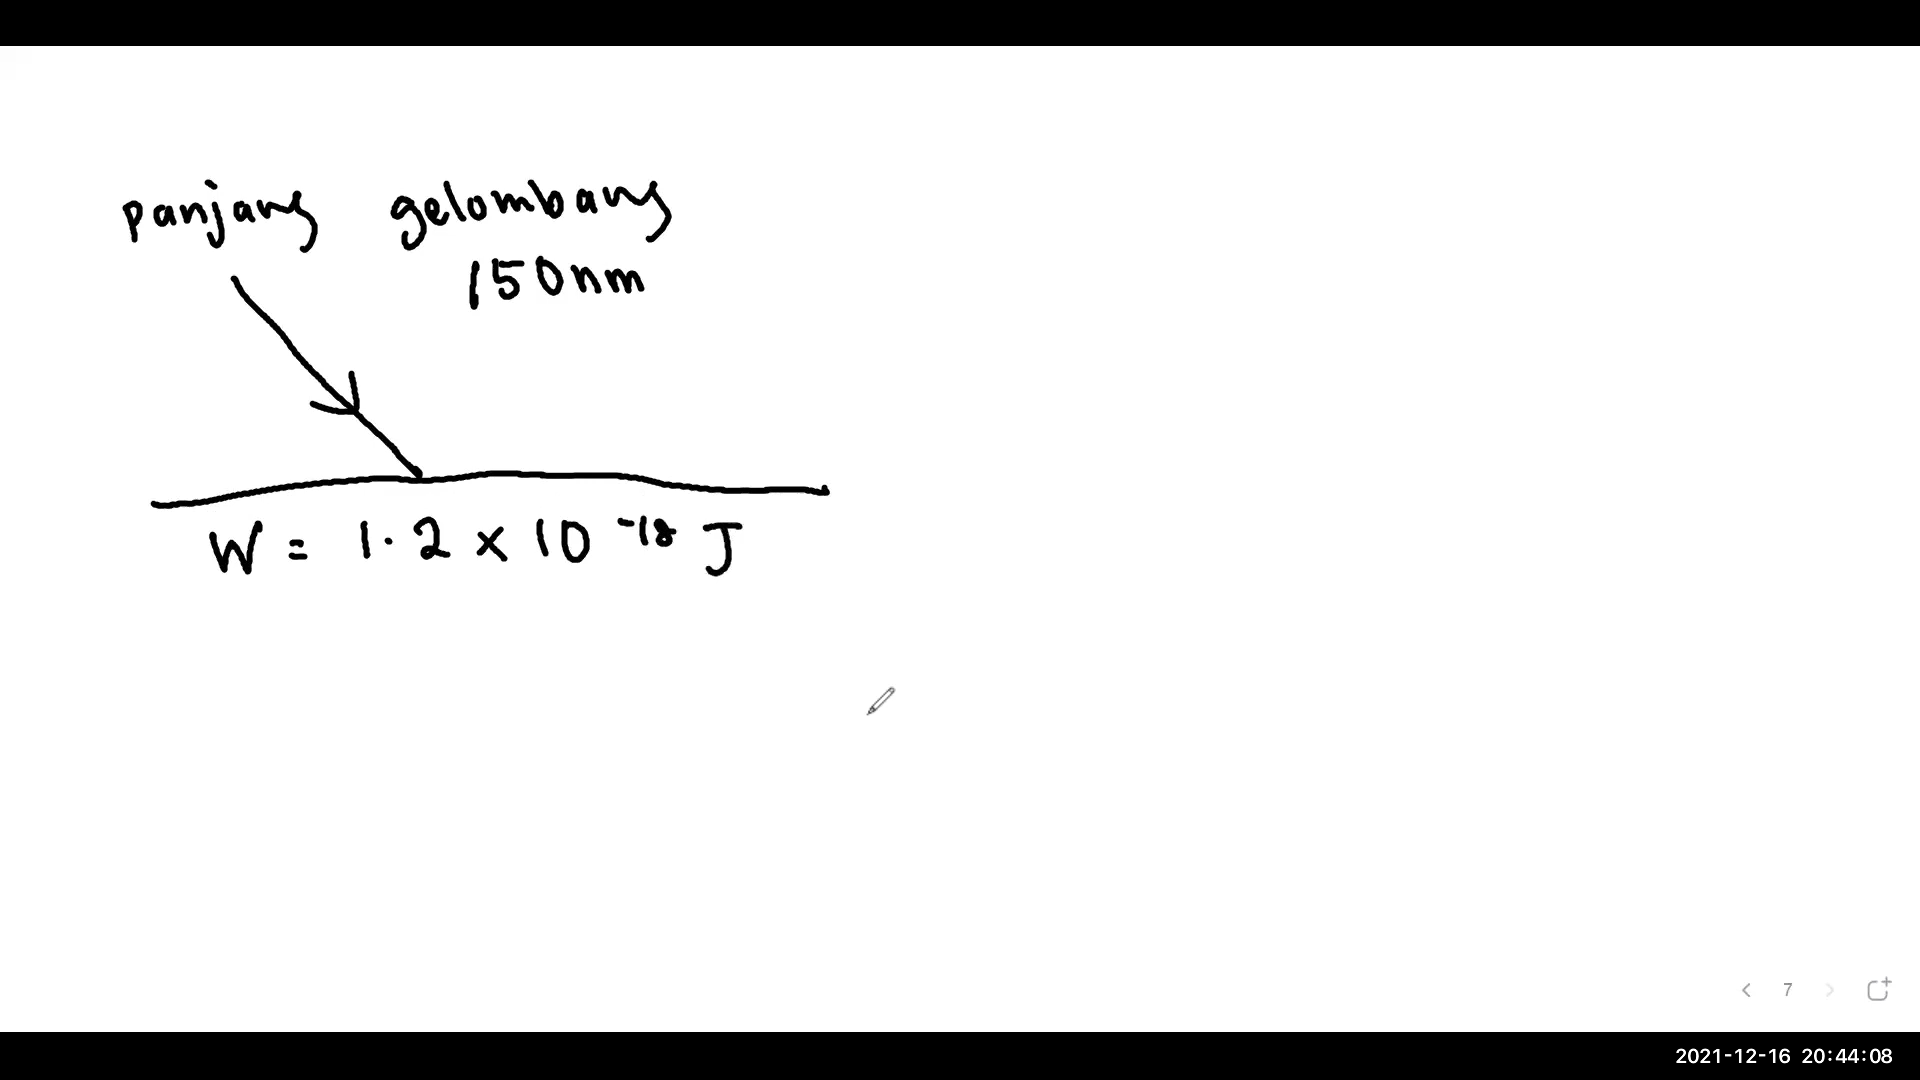 panjang gelombang
150nm
W = 1.2 × 10 ⁻¹⁸ J
7
2021-12-16 20:44:08